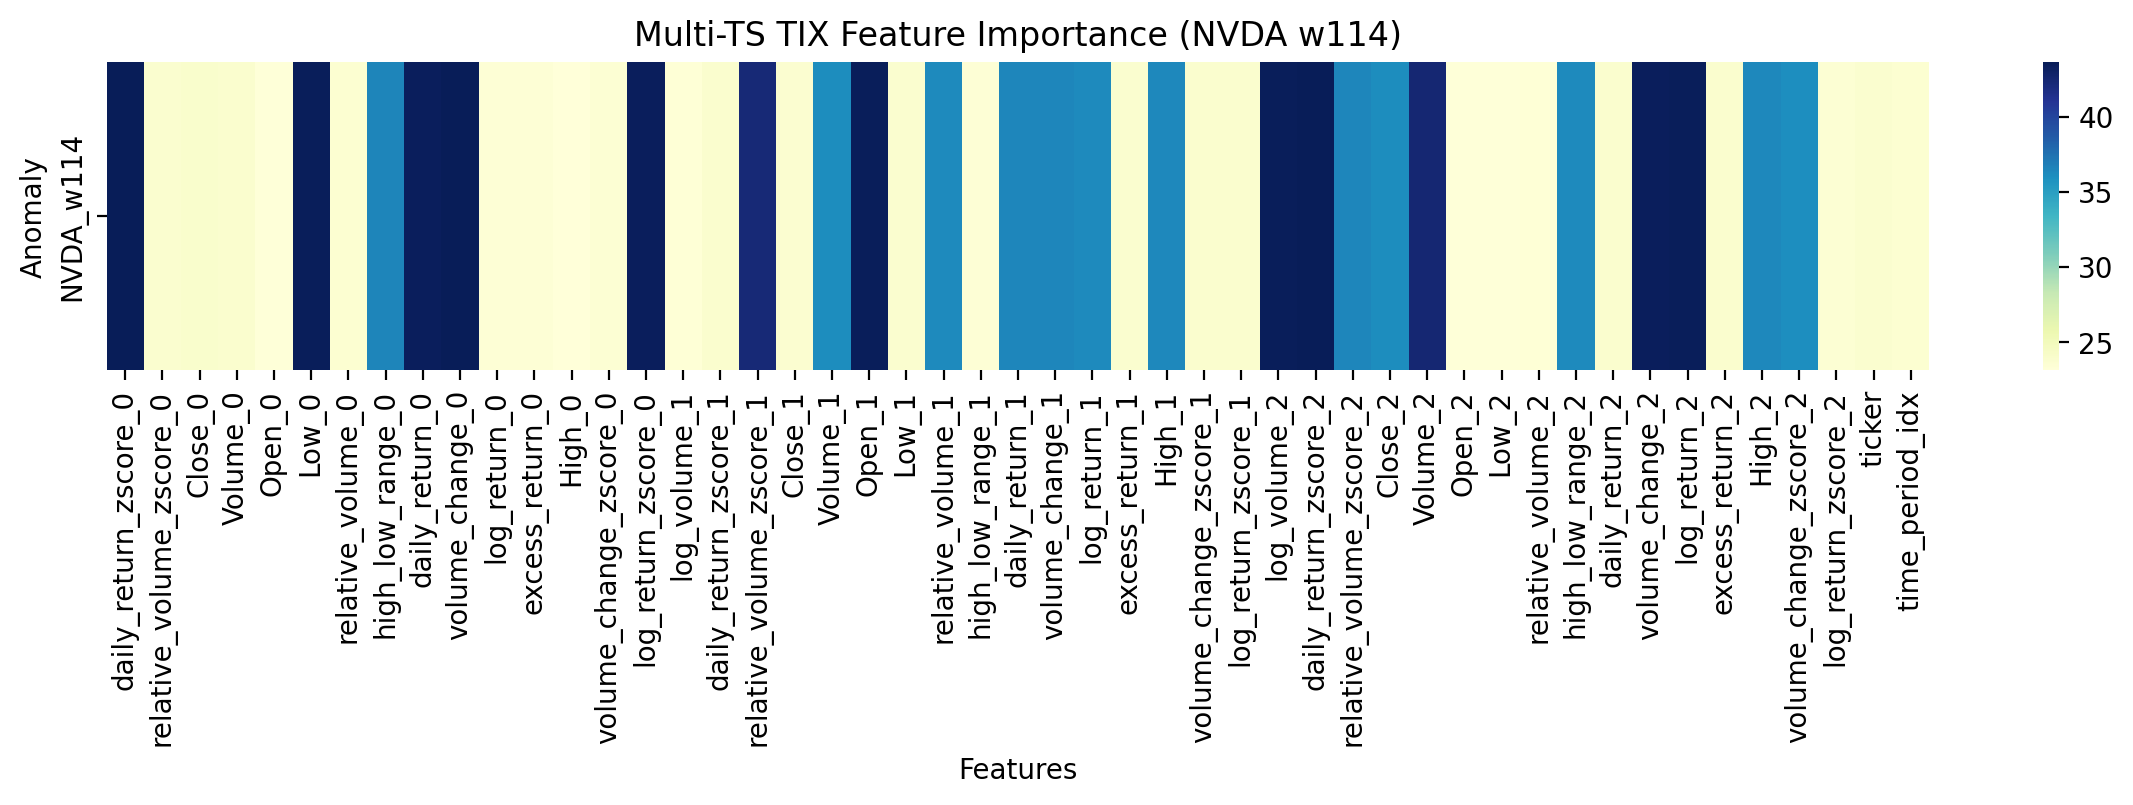 Multi-TS TIX Feature Importance (NVDA w114)
Anomaly
NVDA_w114
40
35
30
25
daily_return_zscore_0
relative_volume_zscore_0
Close_0
Volume_0
Open_0
Low_0
relative_volume_0
high_low_range_0
daily_return_0
volume_change_0
log_return_0
excess_return_0
High_0
volume_change_zscore_0
log_return_zscore_0
log_volume_1
daily_return_zscore_1
relative_volume_zscore_1
Close_1
Volume_1
Open_1
Low_1
relative_volume_1
high_low_range_1
daily_return_1
volume_change_1
log_return_1
excess_return_1
High_1
volume_change_zscore_1
log_return_zscore_1
log_volume_2
daily_return_zscore_2
relative_volume_zscore_2
Close_2
Volume_2
Open_2
Low_2
relative_volume_2
high_low_range_2
daily_return_2
volume_change_2
log_return_2
excess_return_2
High_2
volume_change_zscore_2
log_return_zscore_2
ticker
time_period_idx
Features